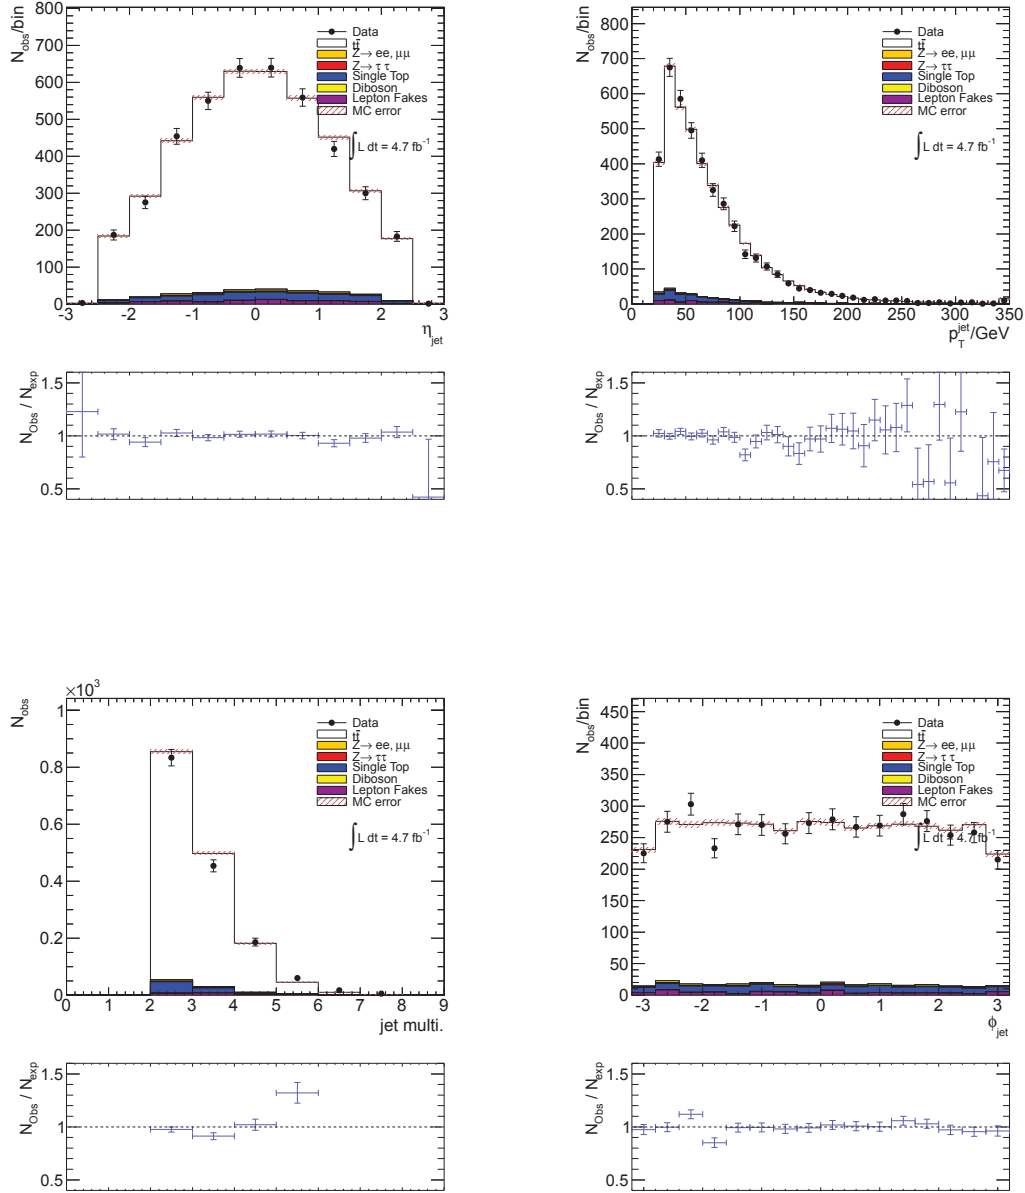 N_obs/bin
800
700
600
500
400
300
200
100
0
-3 -2 -1 0 1 2 3
η_jet
Data
tt̄
Z→ ee, μμ
Z→ τ τ
Single Top
Diboson
Lepton Fakes
MC error
∫ L dt = 4.7 fb⁻¹
N_Obs / N_exp
1.5
1
0.5
N_obs/bin
800
700
600
500
400
300
200
100
0
0 50 100 150 200 250 300 350
p_T^jet/GeV
Data
tt̄
Z→ ee, μμ
Z→ ττ
Single Top
Diboson
Lepton Fakes
MC error
∫ L dt = 4.7 fb⁻¹
N_Obs / N_exp
1.5
1
0.5
×10³
N_obs
1
0.8
0.6
0.4
0.2
0
0 1 2 3 4 5 6 7 8 9
jet multi.
Data
tt̄
Z→ ee, μμ
Z→ ττ
Single Top
Diboson
Lepton Fakes
MC error
∫ L dt = 4.7 fb⁻¹
N_Obs / N_exp
1.5
1
0.5
N_obs/bin
450
400
350
300
250
200
150
100
50
0
-3 -2 -1 0 1 2 3
ϕ_jet
Data
tt̄
Z→ ee, μμ
Z→ τ τ
Single Top
Diboson
Lepton Fakes
MC error
∫ L dt = 4.7 fb⁻¹
N_Obs / N_exp
1.5
1
0.5